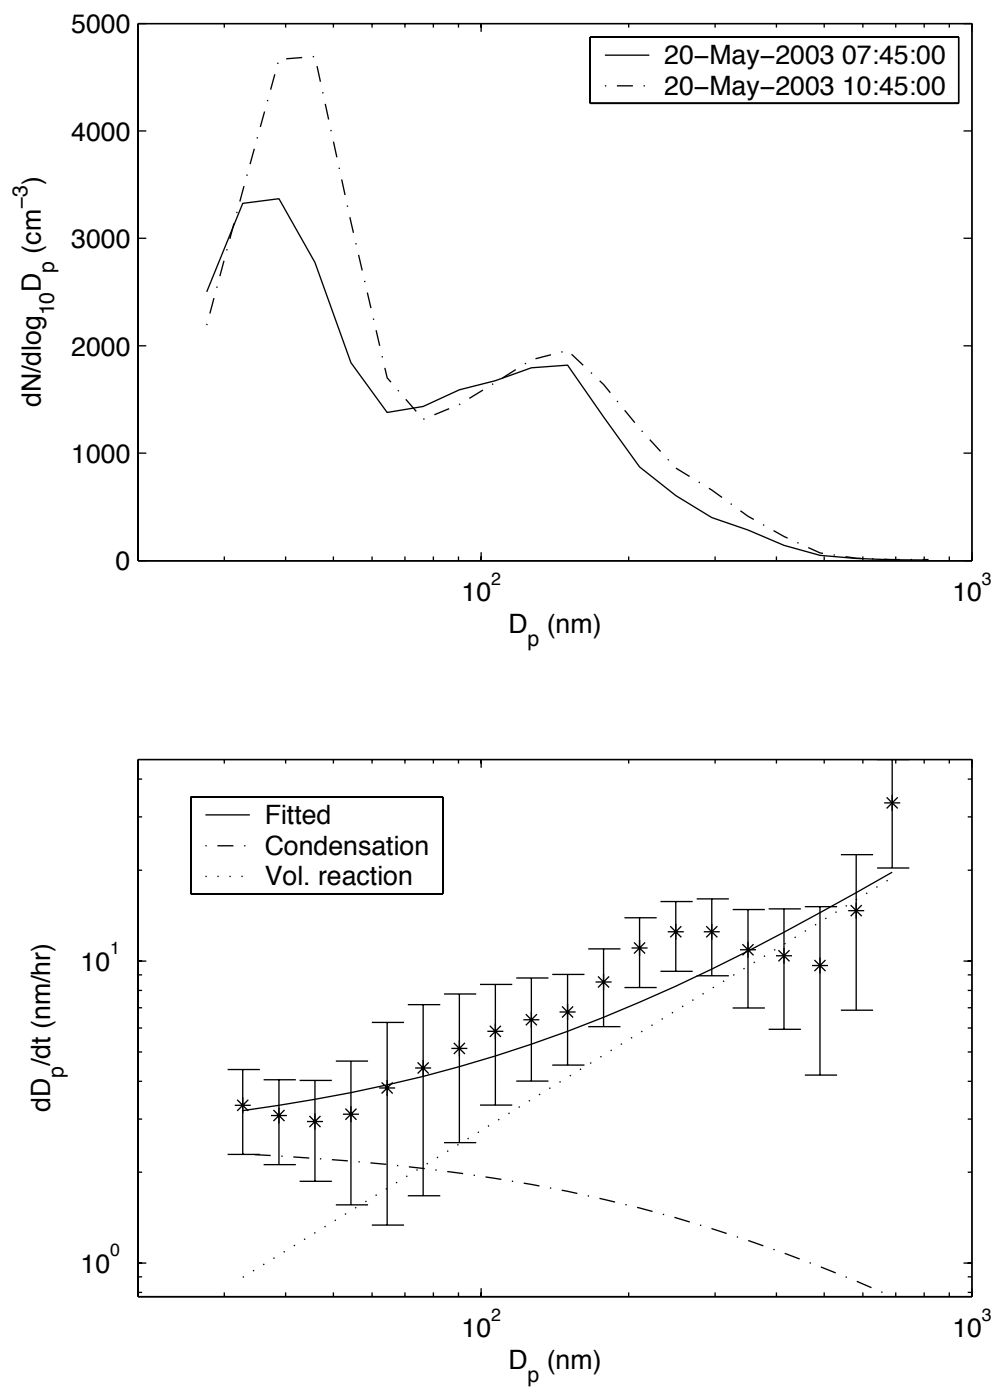 5000
4000
3000
2000
1000
0
dN/dlog10Dp (cm−3)
20−May−2003 07:45:00
20−May−2003 10:45:00
10^2
10^3
Dp (nm)
Fitted
Condensation
Vol. reaction
10^1
10^0
dDp/dt (nm/hr)
10^2
10^3
Dp (nm)